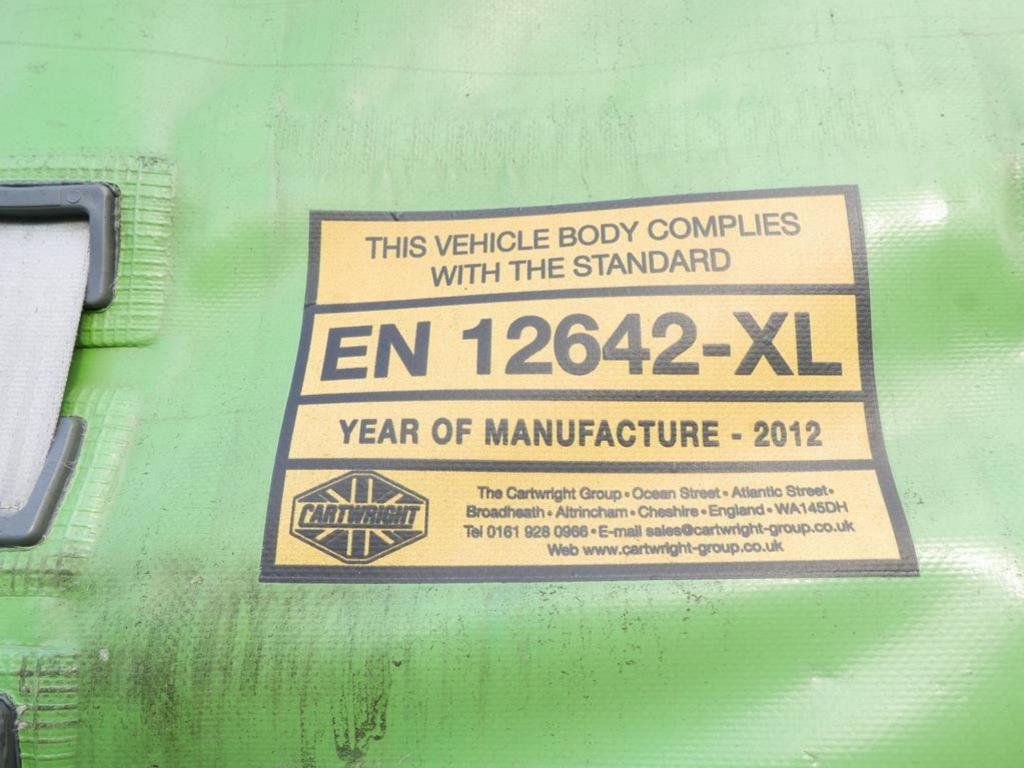 THIS VEHICLE BODY COMPLIES
WITH THE STANDARD
EN 12642-XL
YEAR OF MANUFACTURE - 2012
CARTWRIGHT
The Cartwright Group • Ocean Street • Atlantic Street •
Broadheath • Altrincham • Cheshire • England • WA145DH
Tel 0161 928 0966 • E-mail sales@cartwright-group.co.uk
Web www.cartwright-group.co.uk